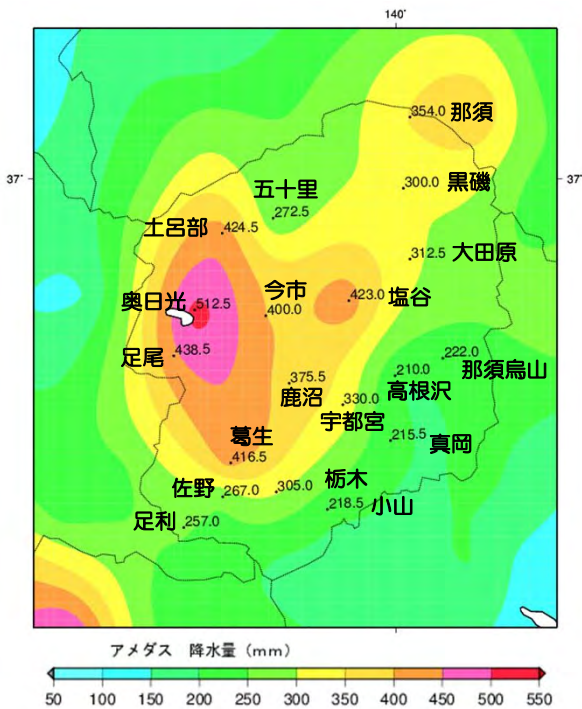 140°
354.0 那須
37° 37°
300.0 黒磯
五十里
272.5
土呂部
424.5
312.5 大田原
今市
奥日光 512.5
423.0 塩谷
400.0
438.5
足尾
222.0
210.0 那須烏山
375.5
高根沢
鹿沼
330.0
宇都宮
215.5 真岡
葛生
416.5
栃木
佐野 267.0 305.0
218.5 小山
足利 257.0
アメダス 降水量(mm)
50 100 150 200 250 300 350 400 450 500 550